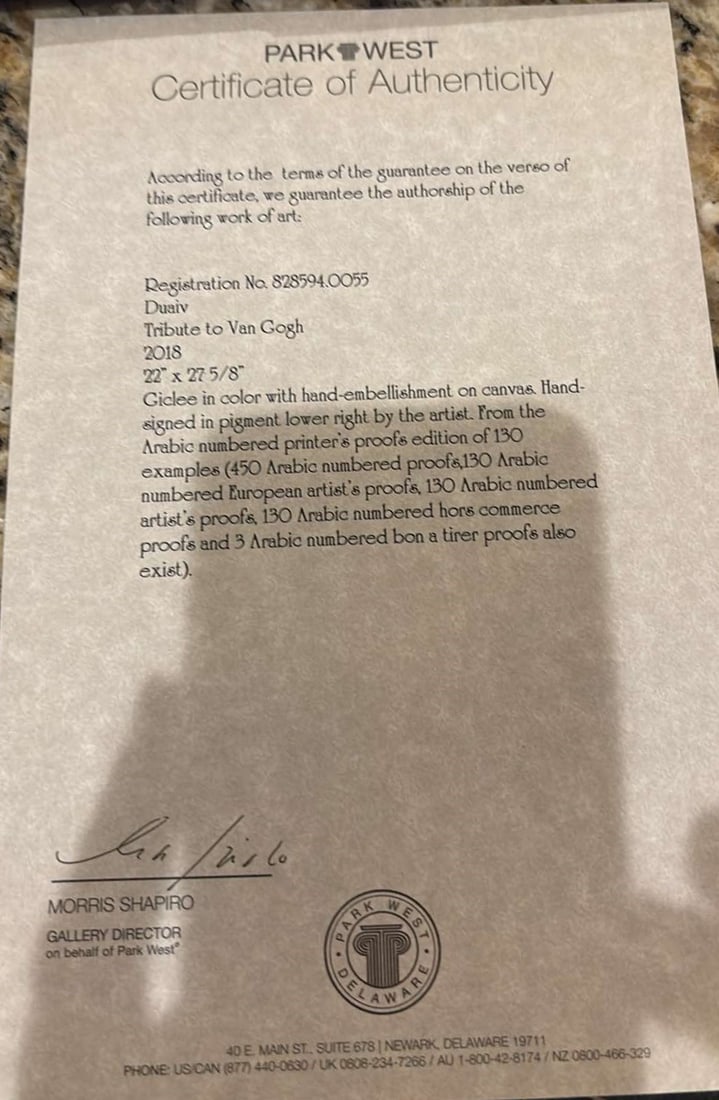 PARK WEST
Certificate of Authenticity
According to the terms of the guarantee on the verso of
this certificate, we guarantee the authorship of the
following work of art:
Registration No. 828594.0055
Duaiv
Tribute to Van Gogh
2018
22" x 27 5/8"
Giclee in color with hand-embellishment on canvas. Hand-
signed in pigment lower right by the artist. From the
Arabic numbered printer's proofs edition of 130
examples (450 Arabic numbered proofs,130 Arabic
numbered European artist's proofs, 130 Arabic numbered
artist's proofs, 130 Arabic numbered hors commerce
proofs and 3 Arabic numbered bon a tirer proofs also
exist).
MORRIS SHAPIRO
GALLERY DIRECTOR
on behalf of Park West®
PARK WEST
DELAWARE
40 E. MAIN ST., SUITE 678 | NEWARK, DELAWARE 19711
PHONE: US/CAN (877) 440-0630 / UK 0808-234-7266 / AU 1-800-42-8174 / NZ 0800-466-329